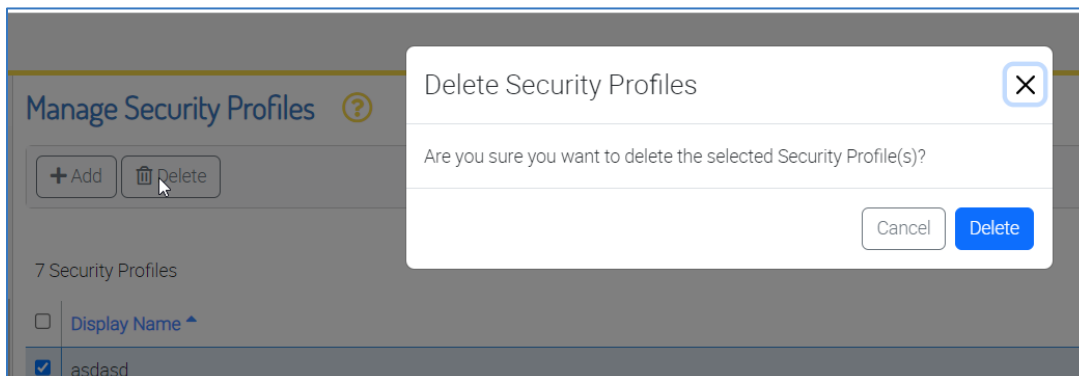 Manage Security Profiles ?
Add Delete
7 Security Profiles
Display Name
asdasd
Delete Security Profiles
Are you sure you want to delete the selected Security Profile(s)?
Cancel Delete